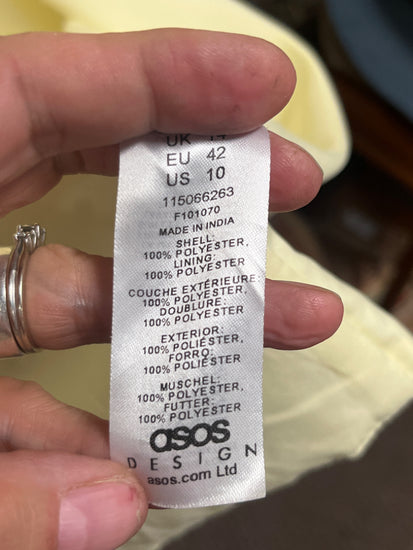 UK 14
EU 42
US 10
115066263
F101070
MADE IN INDIA
SHELL:
100% POLYESTER,
LINING:
100% POLYESTER,
COUCHE EXTÉRIEURE:
100% POLYESTER,
DOUBLURE:
100% POLYESTER,
EXTERIOR:
100% POLIÉSTER,
FORRO:
100% POLIÉSTER
MUSCHEL:
100% POLYESTER,
FUTTER:
100% POLYESTER
asos
DESIGN
asos.com Ltd